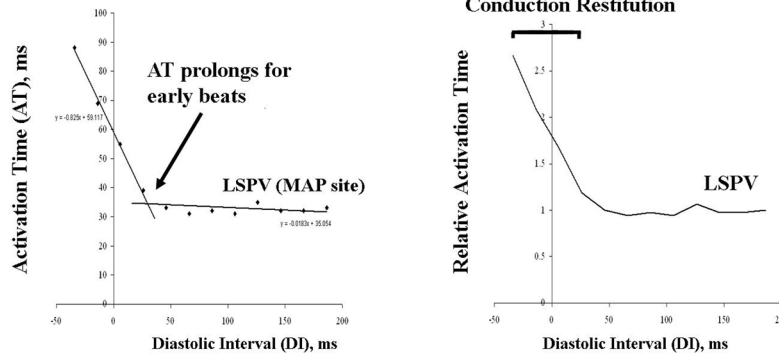 Activation Time (AT), ms
100
90
80
70
60
50
40
30
20
10
0
-50
0
50
100
150
200
AT prolongs for
early beats
y = -0.825x + 59.117
LSPV (MAP site)
y = -0.0183x + 35.054
Diastolic Interval (DI), ms
Conduction Restitution
Relative Activation Time
3
2.5
2
1.5
1
0.5
0
-50
0
50
100
150
LSPV
Diastolic Interval (DI), ms